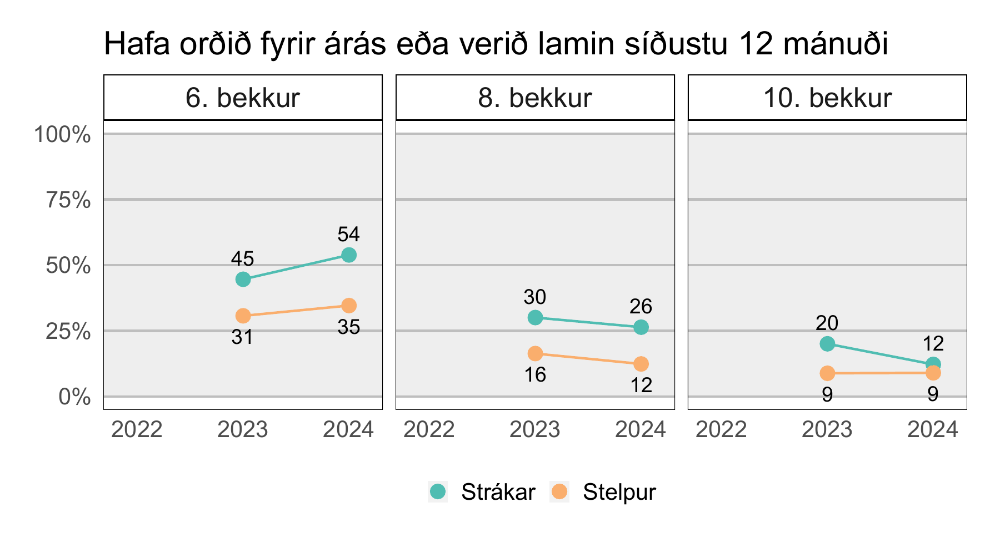 Hafa orðið fyrir árás eða verið lamin síðustu 12 mánuði
6. bekkur 8. bekkur 10. bekkur
100%
75%
50%
25%
0%
45 54
31 35
30 26
16 12
20 12
9 9
2022 2023 2024 2022 2023 2024 2022 2023 2024
Strákar Stelpur